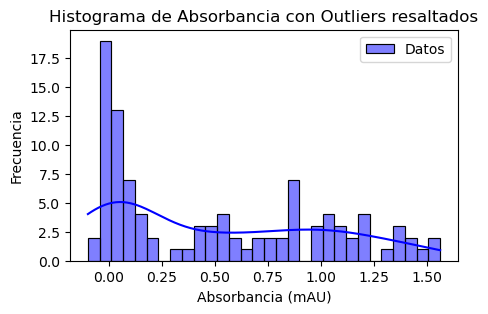 Histograma de Absorbancia con Outliers resaltados
Datos
Frecuencia
17.5
15.0
12.5
10.0
7.5
5.0
2.5
0.0
0.00 0.25 0.50 0.75 1.00 1.25 1.50
Absorbancia (mAU)